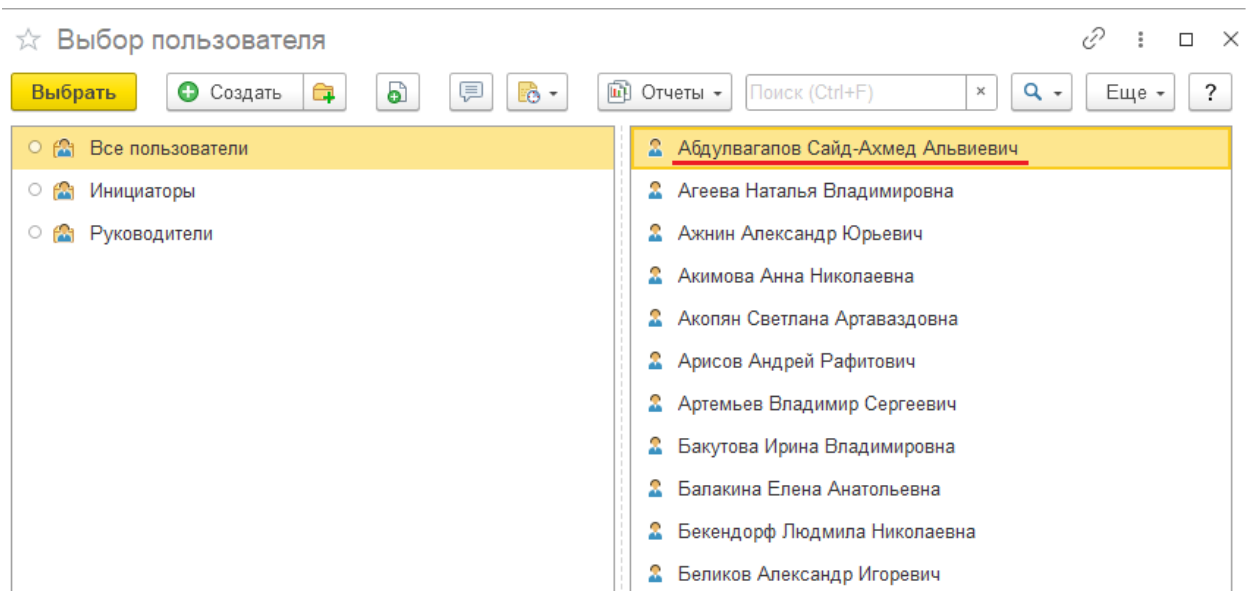 Выбор пользователя
Выбрать Создать Отчеты Поиск (Ctrl+F) × Еще ?
Все пользователи
Инициаторы
Руководители
Абдулвагапов Сайд-Ахмед Альвиевич
Агеева Наталья Владимировна
Ажнин Александр Юрьевич
Акимова Анна Николаевна
Акопян Светлана Артаваздовна
Арисов Андрей Рафитович
Артемьев Владимир Сергеевич
Бакутова Ирина Владимировна
Балакина Елена Анатольевна
Бекендорф Людмила Николаевна
Беликов Александр Игоревич